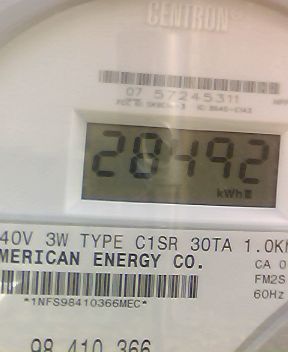 CENTRON®
07 57245311
28492
kWh
40V 3W TYPE C1SR 30TA 1.0K
MERICAN ENERGY CO. CA 0
FM2S
60Hz
*1NFS98410366MEC*
98 410 366